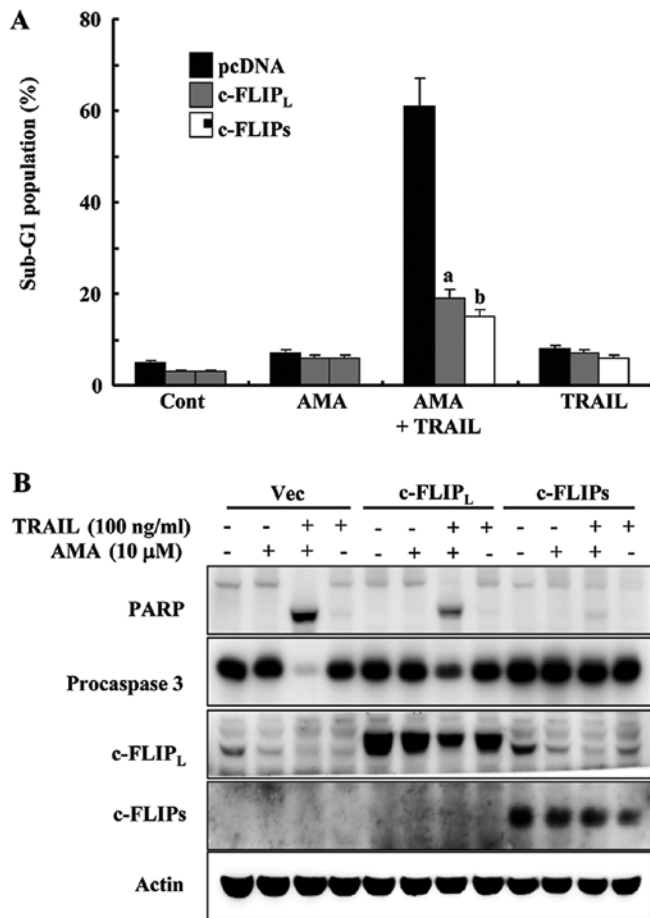 A
Sub-G1 population (%)
80
60
40
20
0
pcDNA
c-FLIPL
c-FLIPs
a
b
Cont AMA AMA TRAIL
+ TRAIL
B
Vec c-FLIPL c-FLIPs
TRAIL (100 ng/ml) - - + + - - + + - - + +
AMA (10 μM) - + + - - + + - - + + -
PARP
Procaspase 3
c-FLIPL
c-FLIPs
Actin